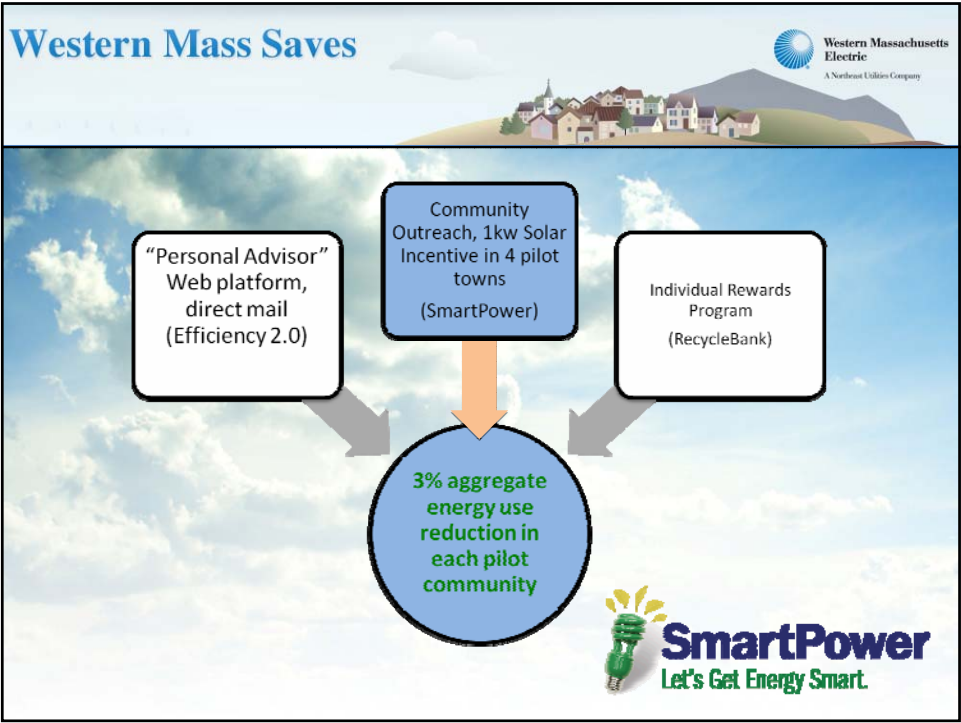 Western Mass Saves
Western Massachusetts
Electric
A Northeast Utilities Company
Community
Outreach, 1kw Solar
Incentive in 4 pilot
towns
(SmartPower)
“Personal Advisor”
Web platform,
direct mail
(Efficiency 2.0)
Individual Rewards
Program
(RecycleBank)
3% aggregate
energy use
reduction in
each pilot
community
SmartPower
Let's Get Energy Smart.